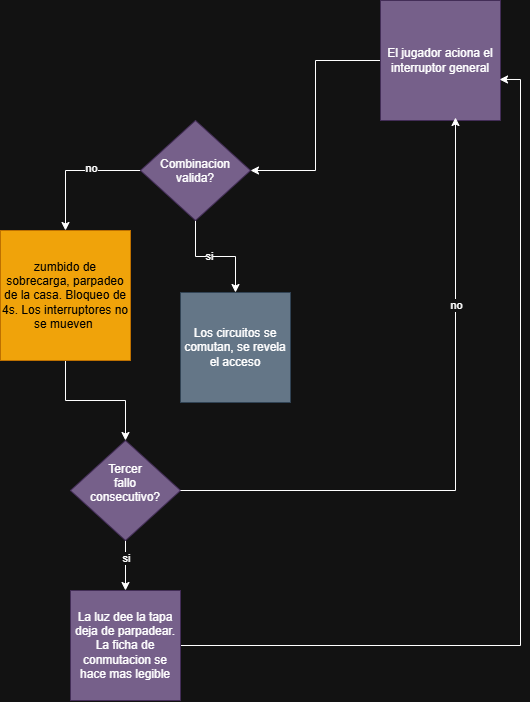 El jugador aciona el
interruptor general
Combinacion
valida?
no
si
zumbido de
sobrecarga, parpadeo
de la casa. Bloqueo de
4s. Los interruptores no
se mueven
Los circuitos se
comutan, se revela
el acceso
no
Tercer
fallo
consecutivo?
si
La luz dee la tapa
deja de parpadear.
La ficha de
conmutacion se
hace mas legible